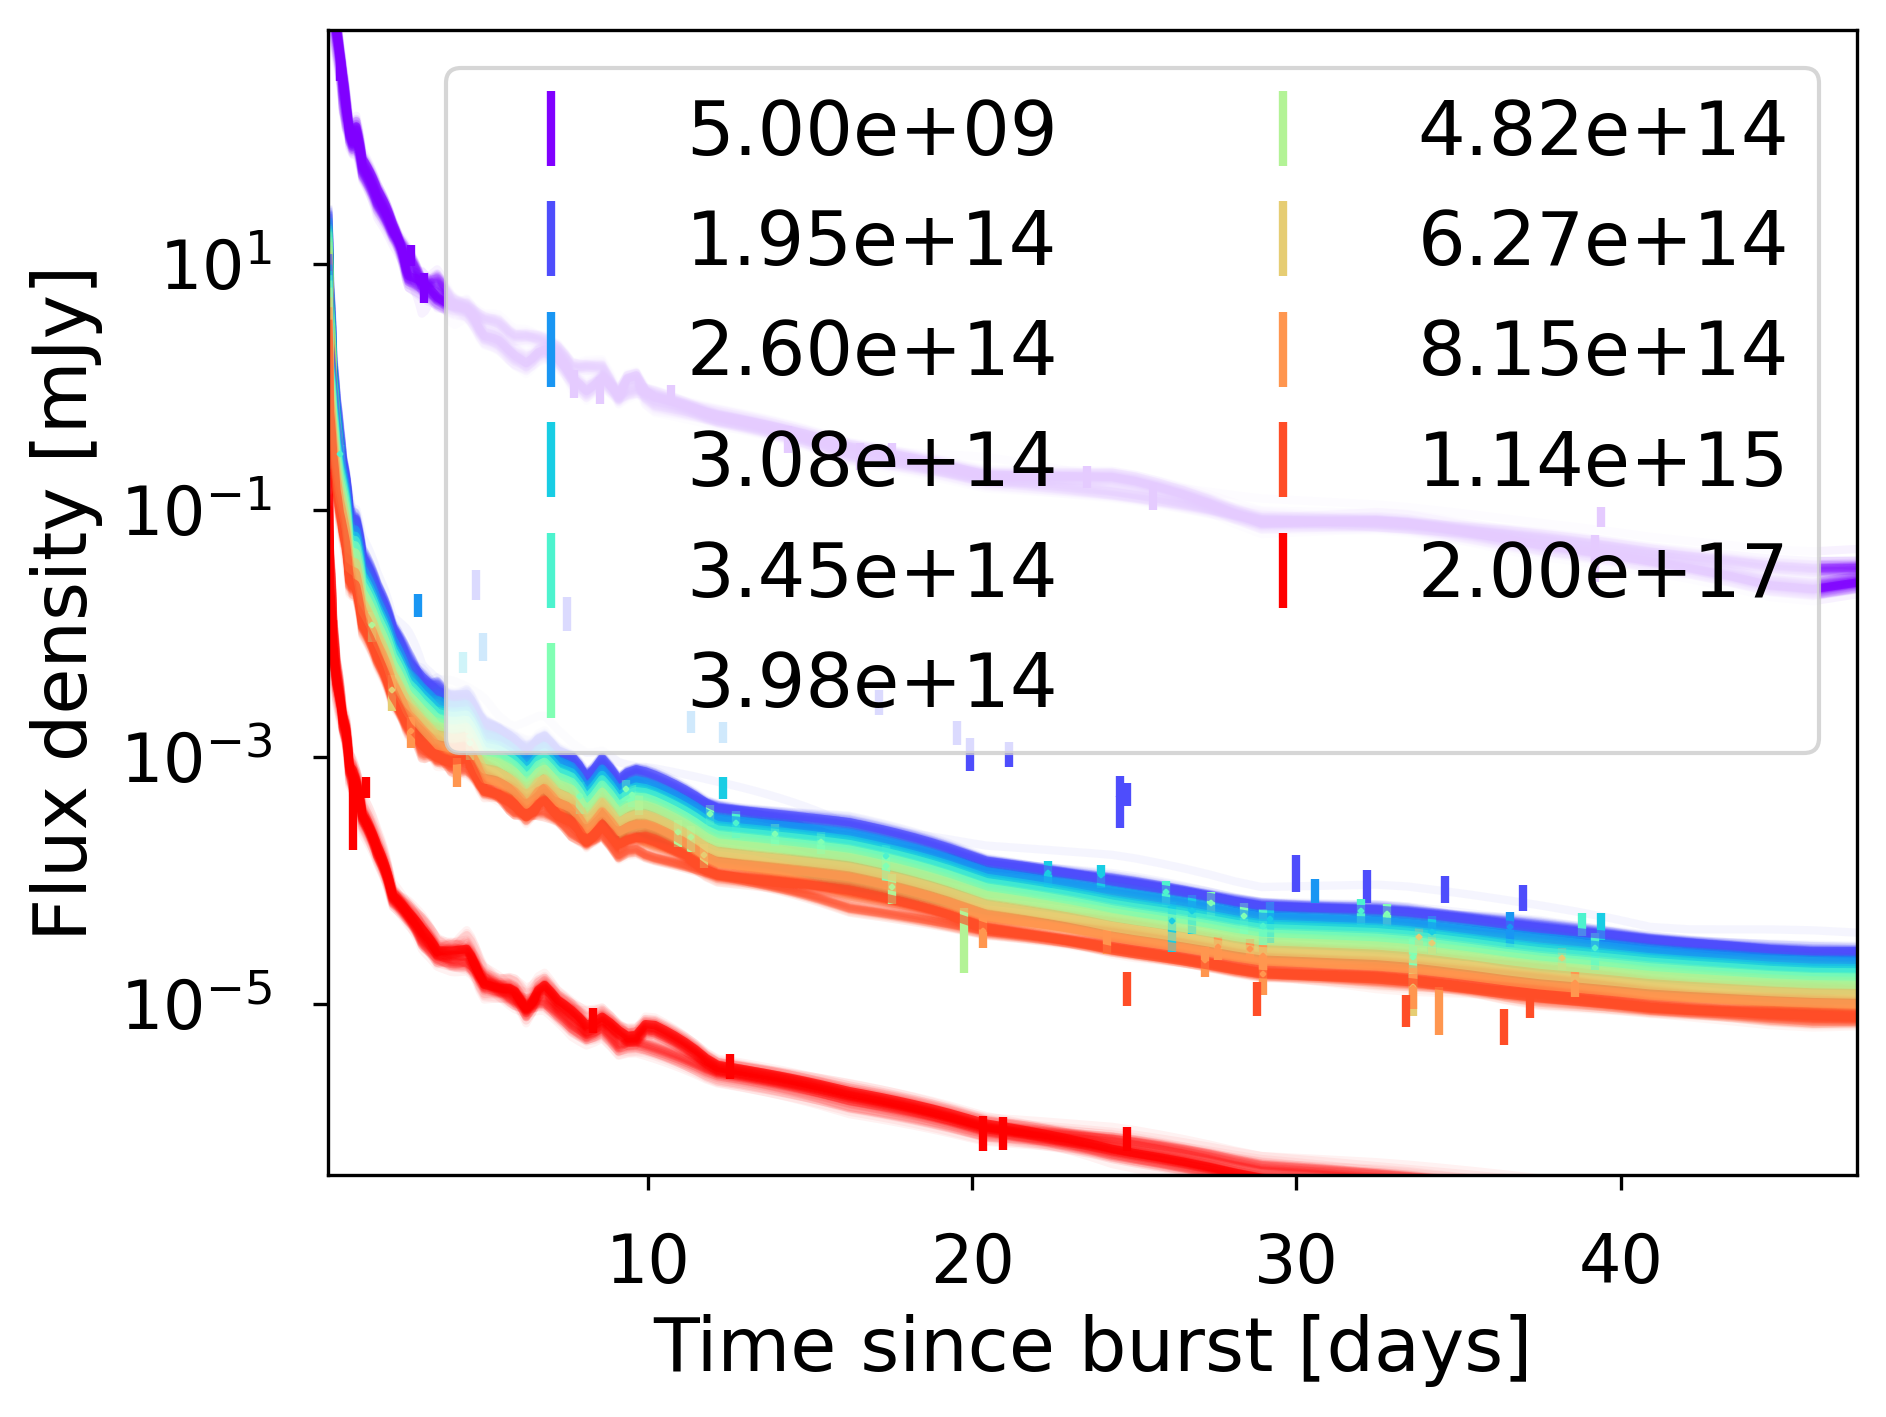 Flux density [mJy]
10^1
10^−1
10^−3
10^−5
5.00e+09
1.95e+14
2.60e+14
3.08e+14
3.45e+14
3.98e+14
4.82e+14
6.27e+14
8.15e+14
1.14e+15
2.00e+17
10 20 30 40
Time since burst [days]